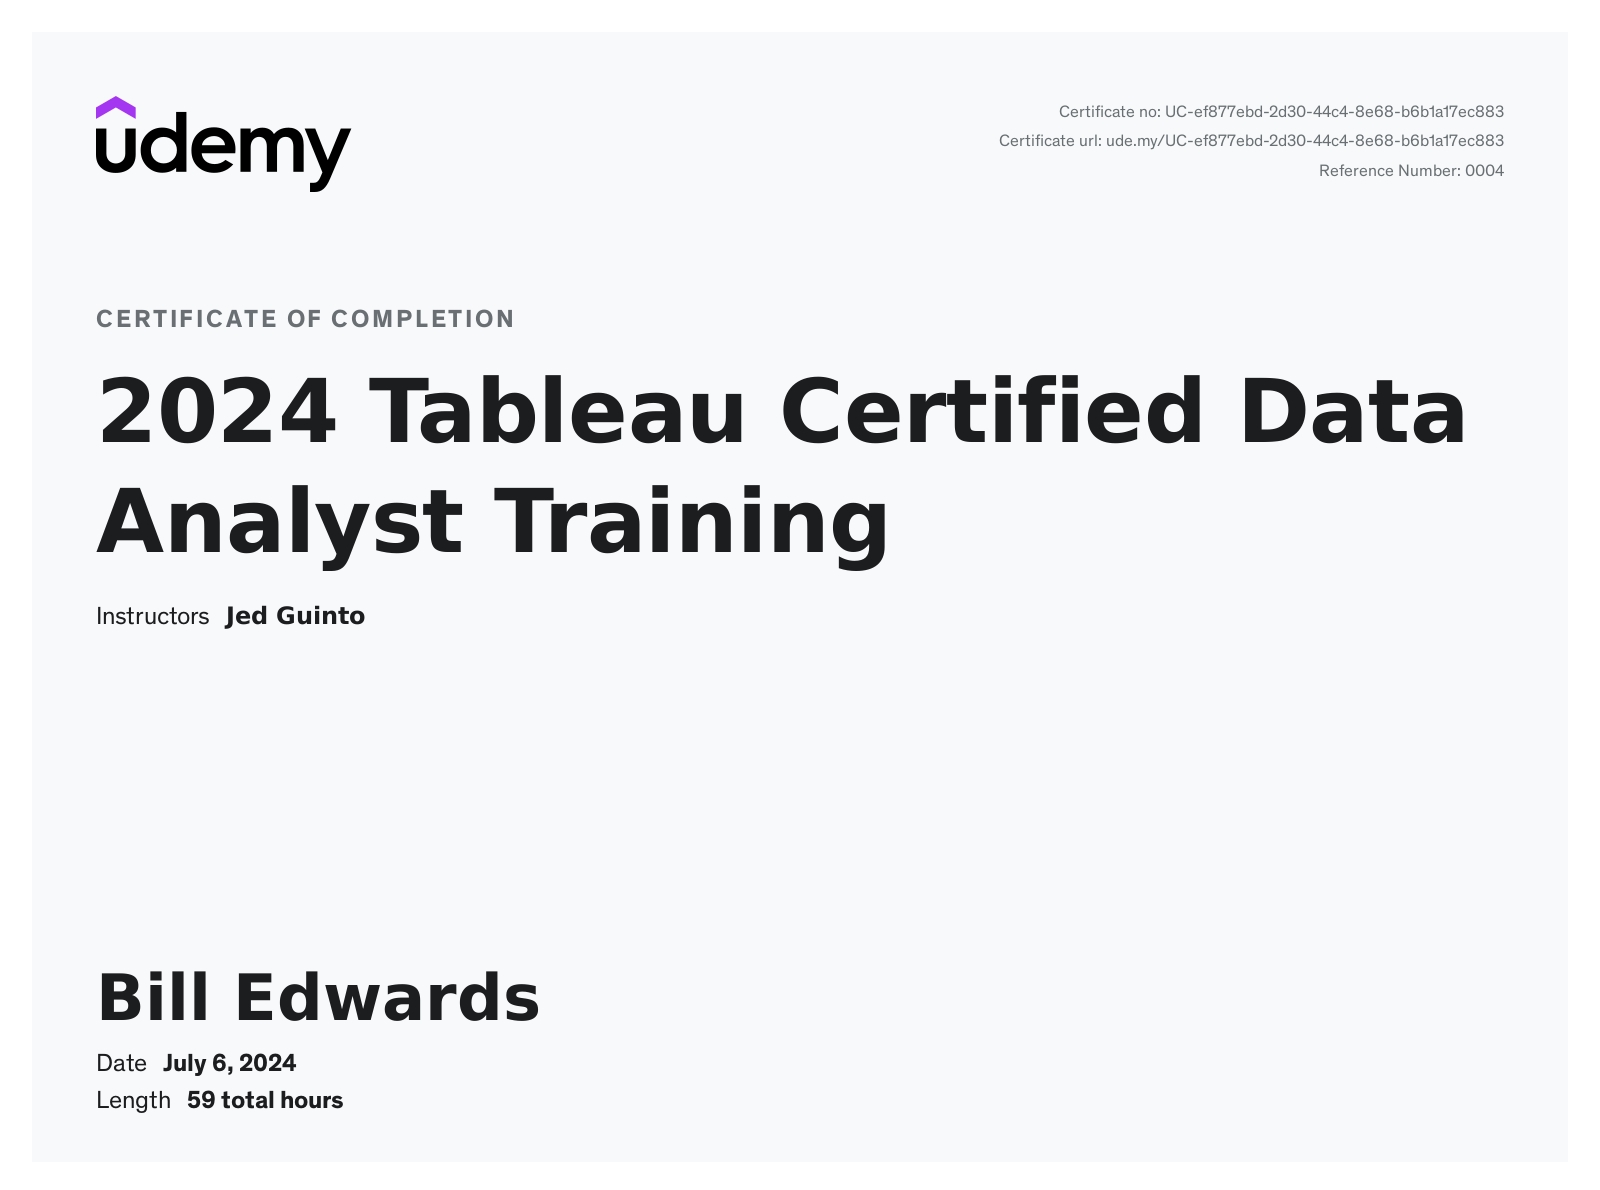 udemy
Certificate no: UC-ef877ebd-2d30-44c4-8e68-b6b1a17ec883
Certificate url: ude.my/UC-ef877ebd-2d30-44c4-8e68-b6b1a17ec883
Reference Number: 0004
CERTIFICATE OF COMPLETION
2024 Tableau Certified Data
Analyst Training
Instructors Jed Guinto
Bill Edwards
Date July 6, 2024
Length 59 total hours